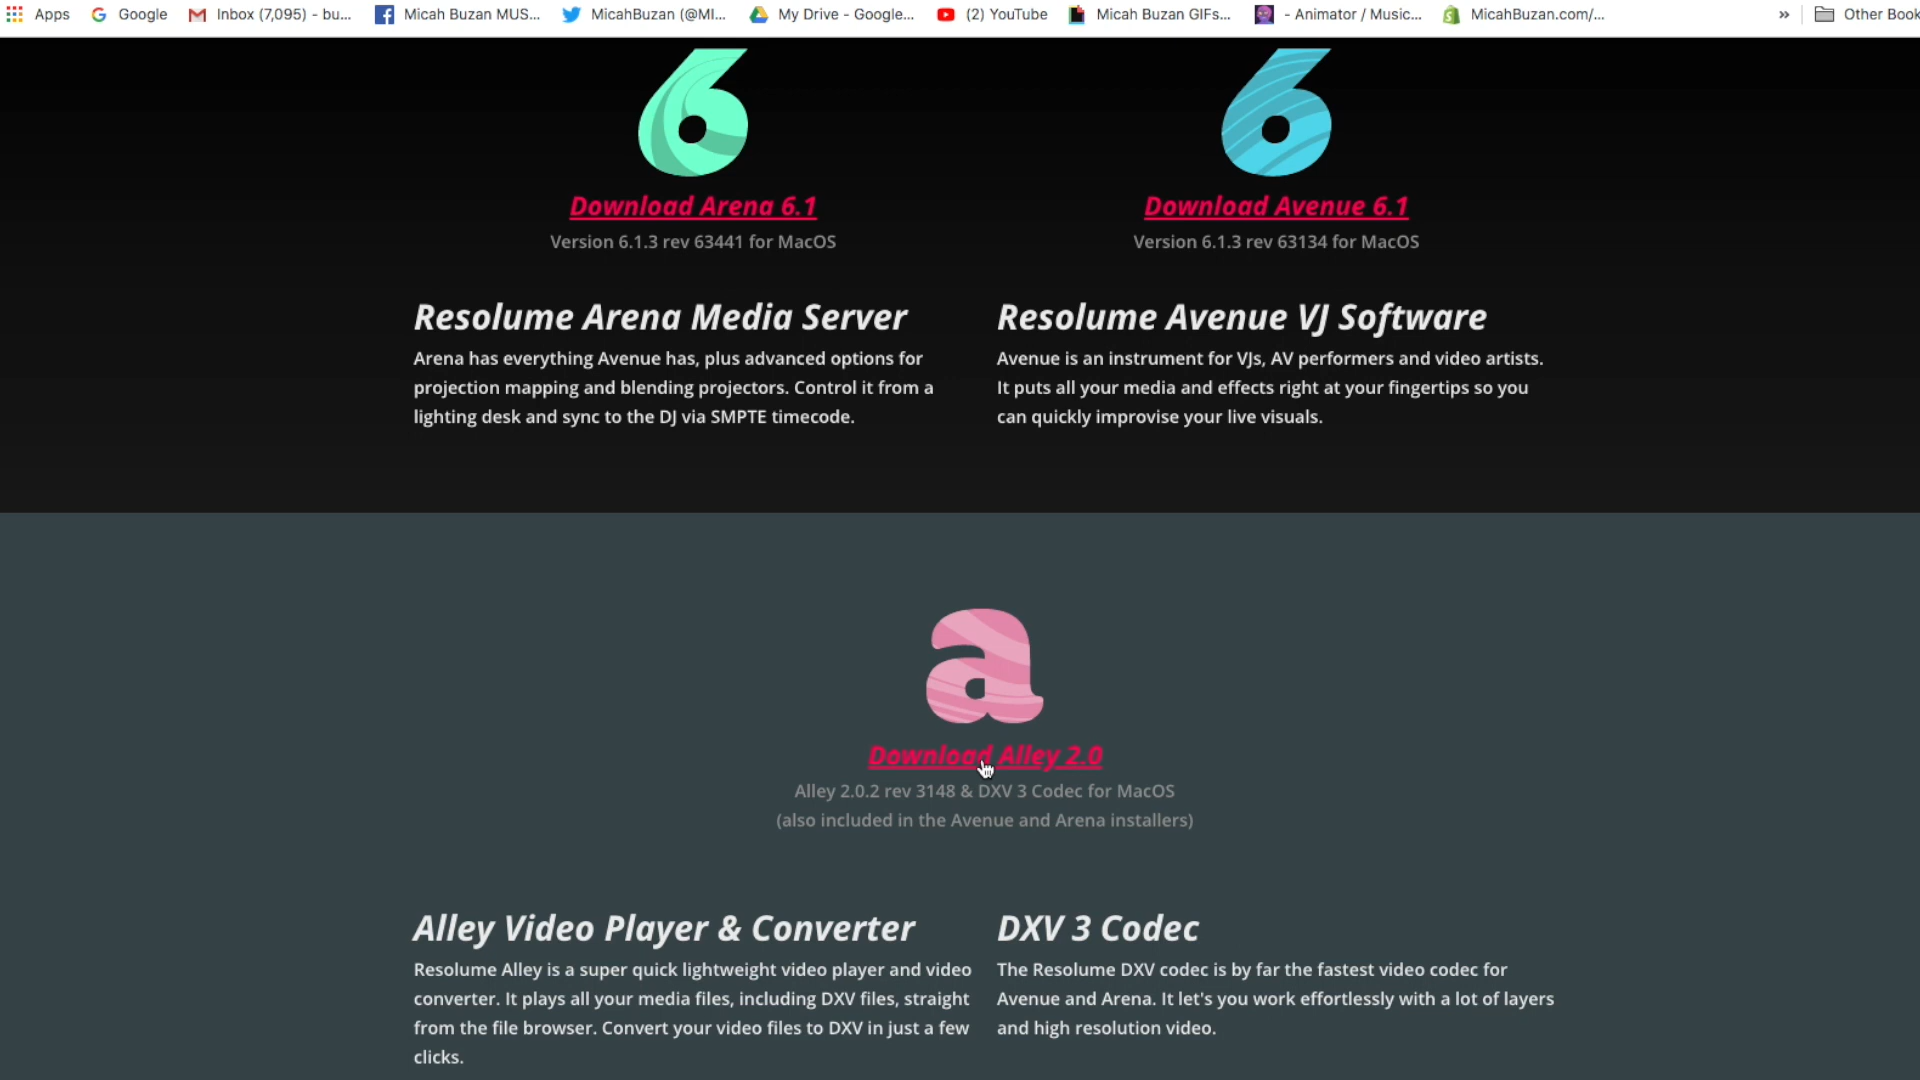 Apps Google Inbox (7,095) - bu... Micah Buzan MUS... MicahBuzan (@MI... My Drive - Google... (2) YouTube Micah Buzan GIFs... - Animator / Music... MicahBuzan.com/... » Other Book
6 6
Download Arena 6.1
Version 6.1.3 rev 63441 for MacOS
Download Avenue 6.1
Version 6.1.3 rev 63134 for MacOS
Resolume Arena Media Server
Arena has everything Avenue has, plus advanced options for
projection mapping and blending projectors. Control it from a
lighting desk and sync to the DJ via SMPTE timecode.
Resolume Avenue VJ Software
Avenue is an instrument for VJs, AV performers and video artists.
It puts all your media and effects right at your fingertips so you
can quickly improvise your live visuals.
a
Download Alley 2.0
Alley 2.0.2 rev 3148 & DXV 3 Codec for MacOS
(also included in the Avenue and Arena installers)
Alley Video Player & Converter
Resolume Alley is a super quick lightweight video player and video
converter. It plays all your media files, including DXV files, straight
from the file browser. Convert your video files to DXV in just a few
clicks.
DXV 3 Codec
The Resolume DXV codec is by far the fastest video codec for
Avenue and Arena. It let's you work effortlessly with a lot of layers
and high resolution video.